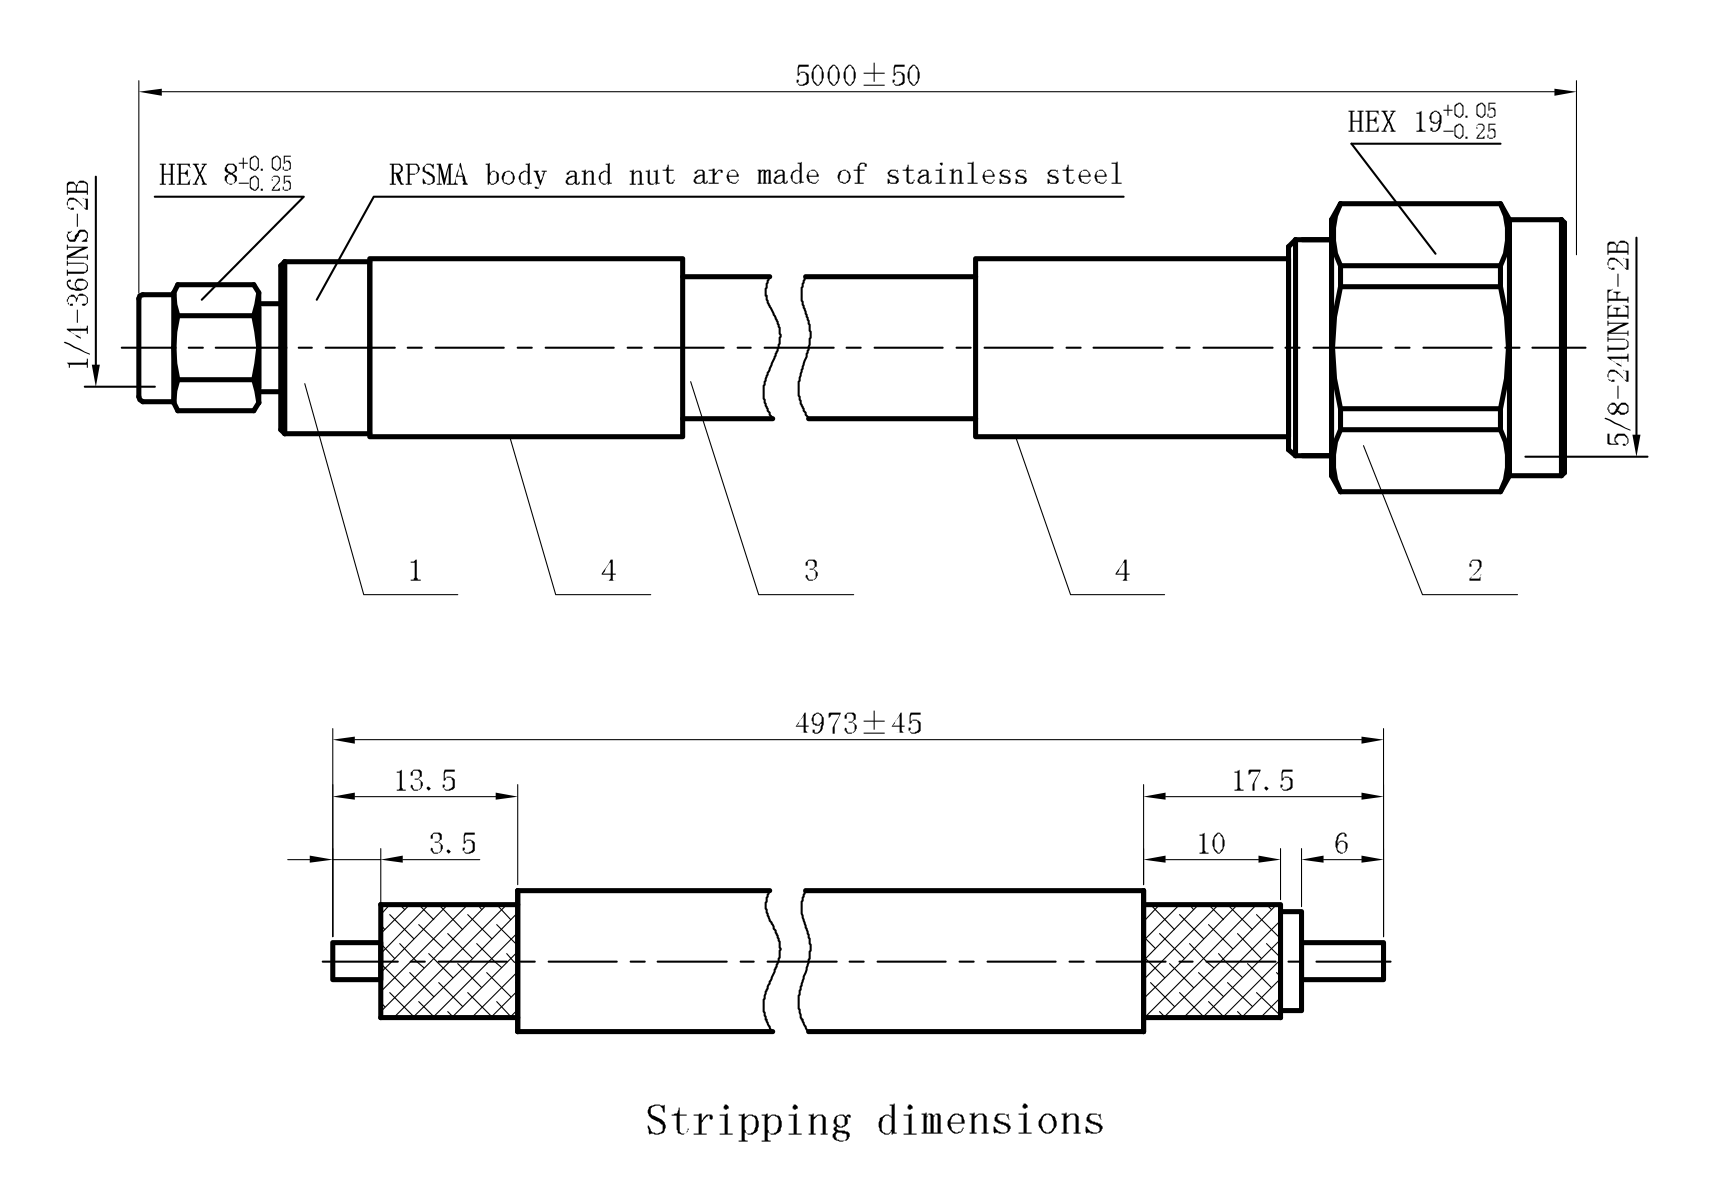 5000±50
HEX 19 +0.05 -0.25
HEX 8 +0.05 -0.25
RPSMA body and nut are made of stainless steel
1/4-36UNS-2B
5/8-24UNEF-2B
1
4
3
4
2
4973±45
13.5
17.5
3.5
10
6
Stripping dimensions